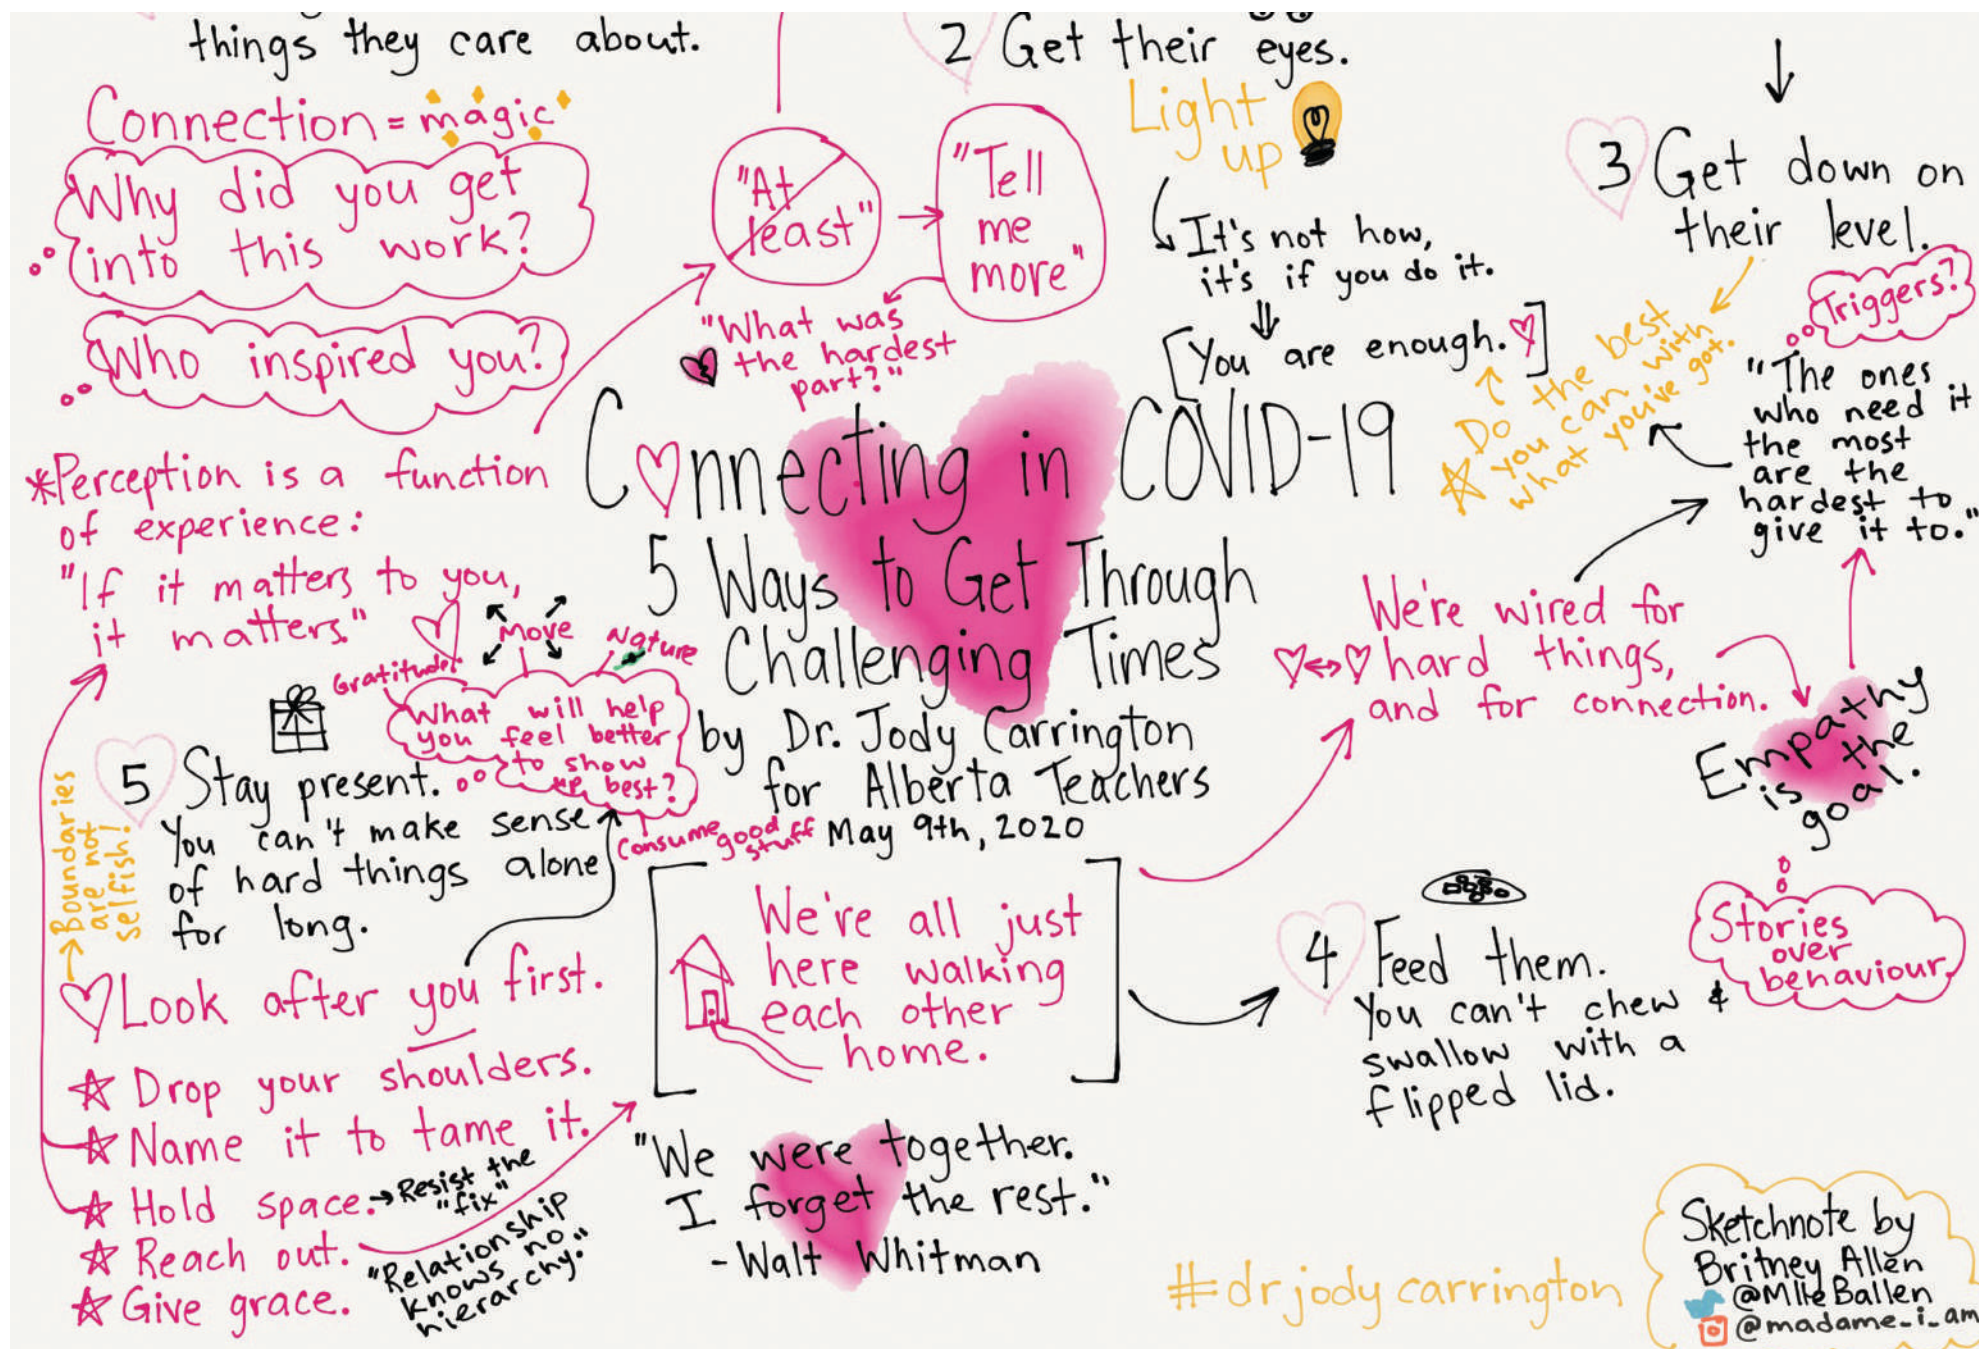 things they care about.
Connection = magic
Why did you get
into this work?
Who inspired you?
*Perception is a function
of experience:
"If it matters to you,
it matters."
"At
least"
"Tell
me
more"
"What was
the hardest
part?"
2 Get their eyes.
Light
up
It's not how,
it's if you do it.
[You are enough.]
3 Get down on
their level.
Triggers?
Do the best
you can with
what you've got.
"The ones
who need it
the most
are the
hardest to
give it to."
Connecting in COVID-19
5 Ways to Get Through
Challenging Times
by Dr. Jody Carrington
for Alberta Teachers
May 9th, 2020
We're wired for
hard things,
and for connection.
Empathy
is the
goal.
Stories
over
behaviour.
4 Feed them.
You can't chew &
swallow with a
flipped lid.
Gratitude
Move
Nature
What will help
you feel better
to show
up best?
Consume good
stuff
5 Stay present.
You can't make sense
of hard things alone
for long.
Boundaries
are not
selfish!
Look after you first.
Drop your shoulders.
Name it to tame it.
Hold space. → Resist the
"fix"
Reach out.
Give grace.
"Relationship
knows no
hierarchy."
We're all just
here walking
each other
home.
"We were together.
I forget the rest."
- Walt Whitman
#drjodycarrington
Sketchnote by
Britney Allen
@MlleBallen
@madame_i_am